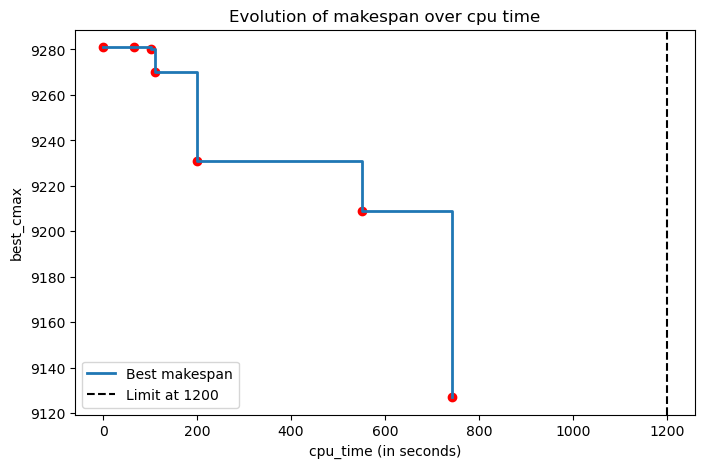 Evolution of makespan over cpu time
best_cmax
9280
9260
9240
9220
9200
9180
9160
9140
9120
Best makespan
Limit at 1200
0 200 400 600 800 1000 1200
cpu_time (in seconds)